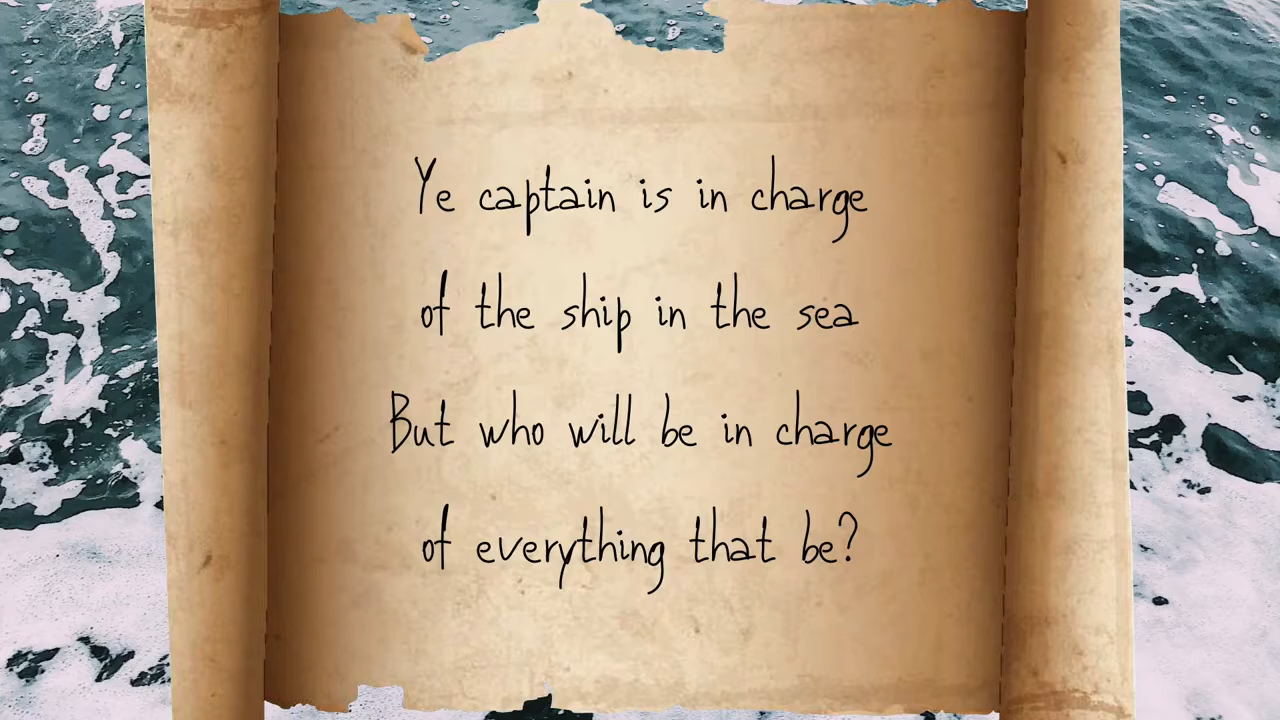 Ye captain is in charge
of the ship in the sea
But who will be in charge
of everything that be?